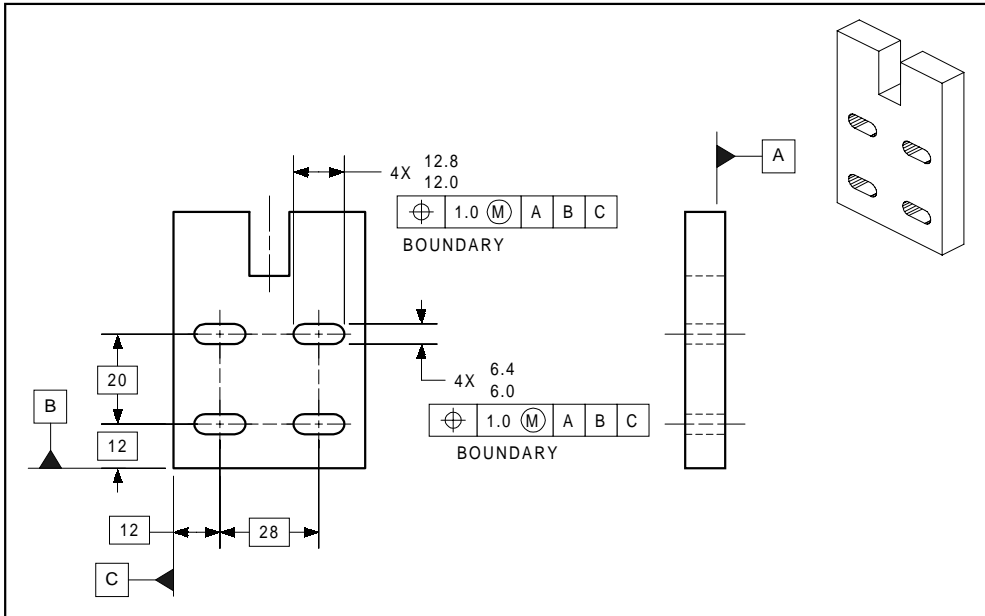 12.8
4X
12.0
⌖ 1.0 Ⓜ A B C
BOUNDARY
A
6.4
4X
6.0
⌖ 1.0 Ⓜ A B C
BOUNDARY
20
B
12
12
28
C